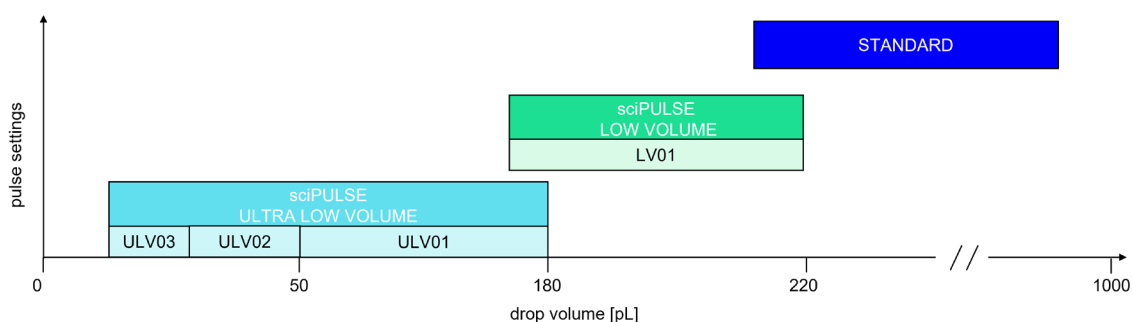 STANDARD
sciPULSE
LOW VOLUME
LV01
pulse settings
sciPULSE
ULTRA LOW VOLUME
ULV03 ULV02 ULV01
0 50 180 220 1000
drop volume [pL]